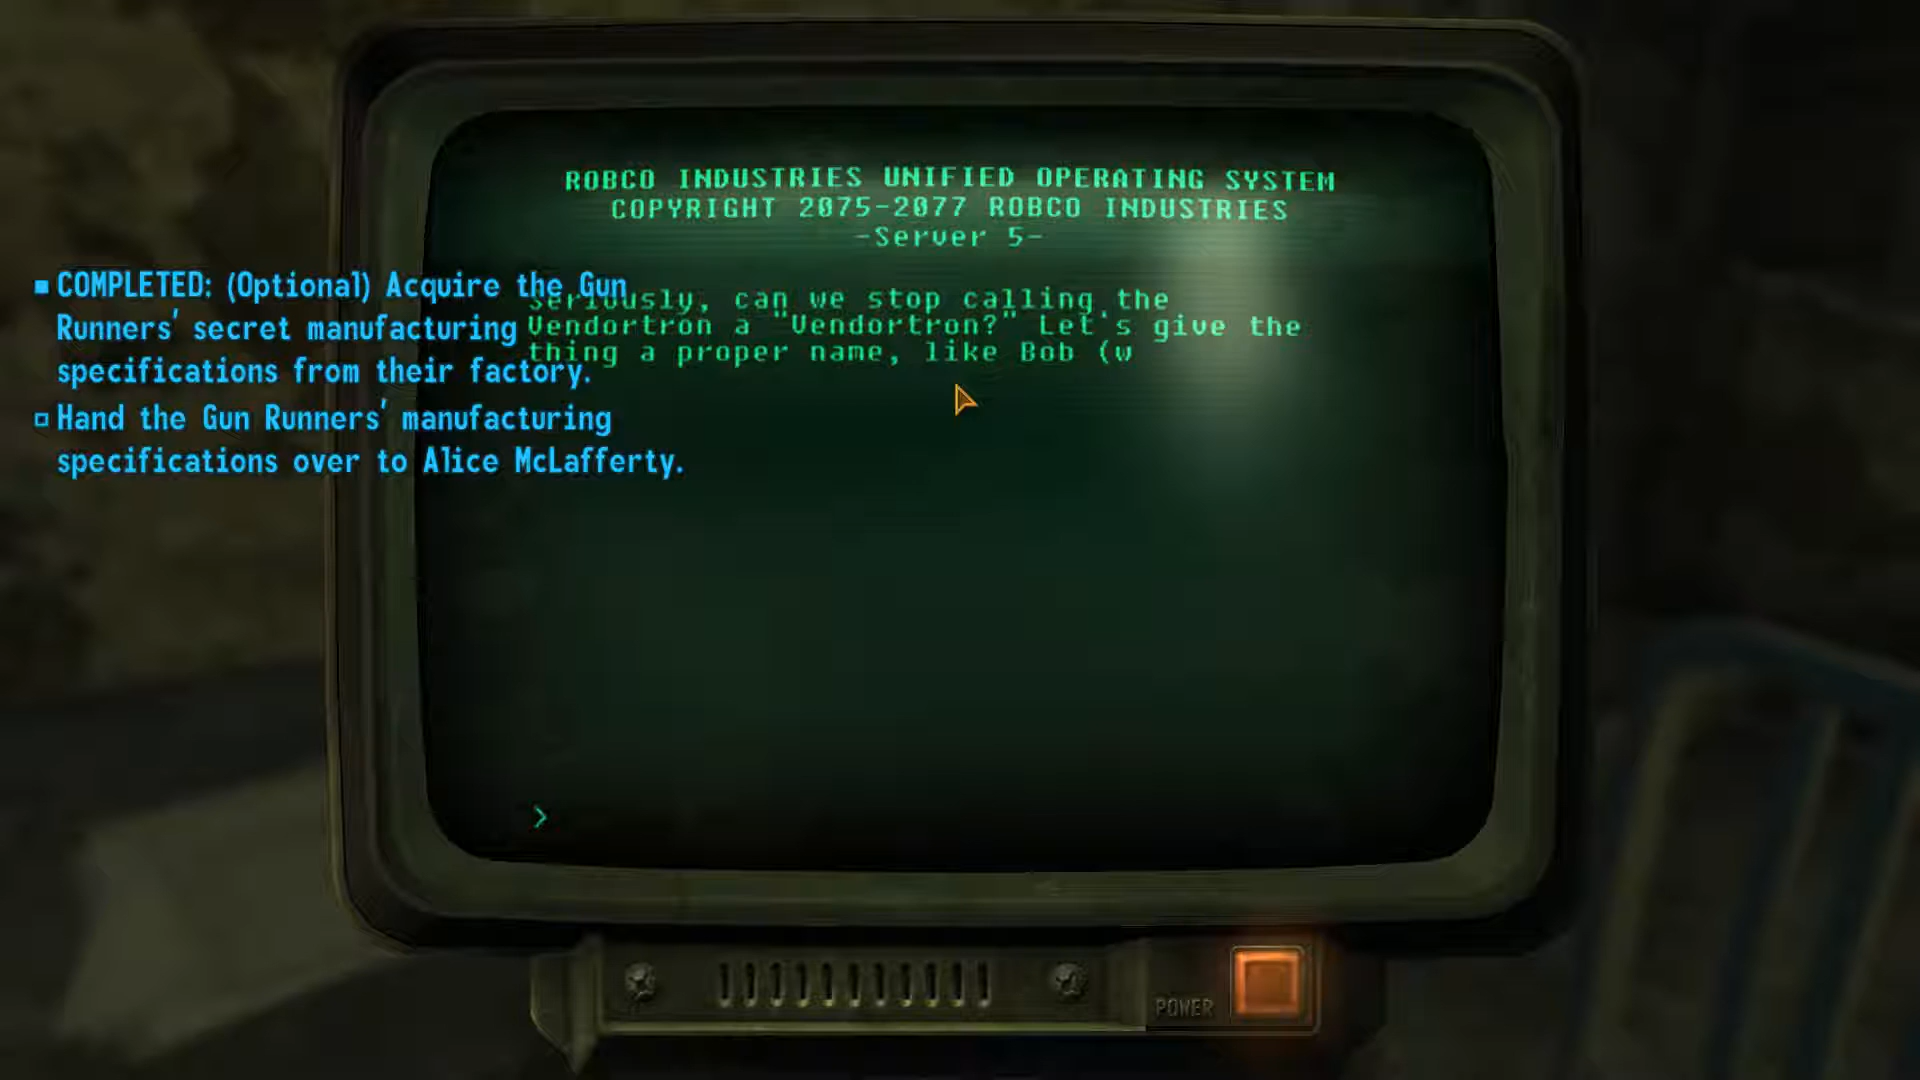 ROBCO INDUSTRIES UNIFIED OPERATING SYSTEM
COPYRIGHT 2075-2077 ROBCO INDUSTRIES
-Server 5-
COMPLETED: (Optional) Acquire the Gun
Runners' secret manufacturing
specifications from their factory.
Hand the Gun Runners' manufacturing
specifications over to Alice McLafferty.
Seriously, can we stop calling the
Vendortron a "Vendortron?" Let's give the
thing a proper name, like Bob (w
>
POWER